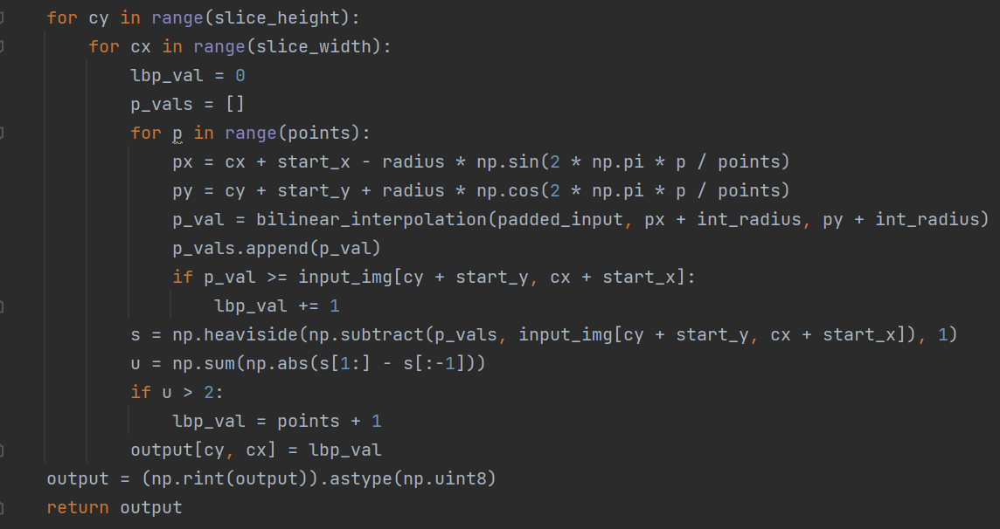 for cy in range(slice_height):
    for cx in range(slice_width):
        lbp_val = 0
        p_vals = []
        for p in range(points):
            px = cx + start_x - radius * np.sin(2 * np.pi * p / points)
            py = cy + start_y + radius * np.cos(2 * np.pi * p / points)
            p_val = bilinear_interpolation(padded_input, px + int_radius, py + int_radius)
            p_vals.append(p_val)
            if p_val >= input_img[cy + start_y, cx + start_x]:
                lbp_val += 1
        s = np.heaviside(np.subtract(p_vals, input_img[cy + start_y, cx + start_x]), 1)
        u = np.sum(np.abs(s[1:] - s[:-1]))
        if u > 2:
            lbp_val = points + 1
        output[cy, cx] = lbp_val
output = (np.rint(output)).astype(np.uint8)
return output